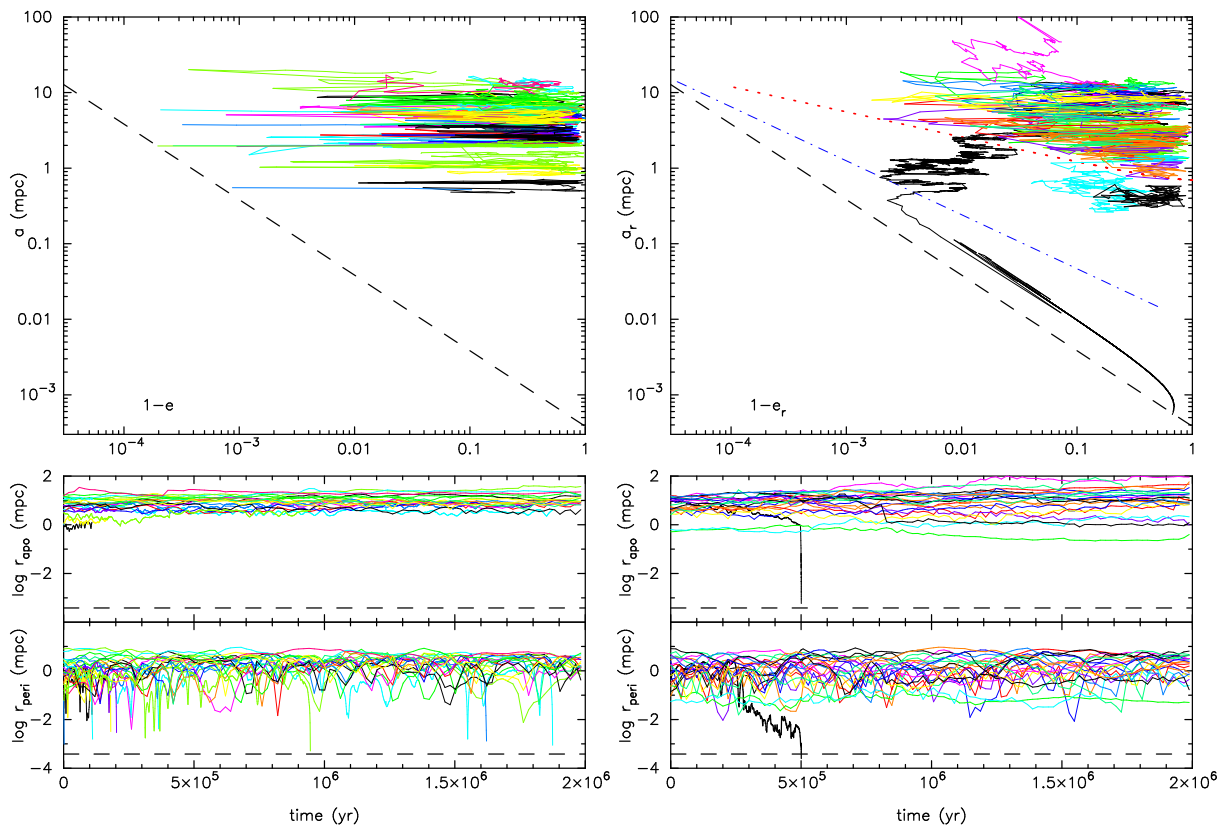 100
10
1
0.1
0.01
10⁻³
a (mpc)
1−e
10⁻⁴ 10⁻³ 0.01 0.1 1
100
10
1
0.1
0.01
10⁻³
aᵣ (mpc)
1−eᵣ
10⁻⁴ 10⁻³ 0.01 0.1 1
2
0
−2
log r_apo (mpc)
0
−2
−4
log r_peri (mpc)
0 5×10⁵ 10⁶ 1.5×10⁶ 2×10⁶
time (yr)
2
0
−2
log r_apo (mpc)
0
−2
−4
log r_peri (mpc)
0 5×10⁵ 10⁶ 1.5×10⁶ 2×10⁶
time (yr)